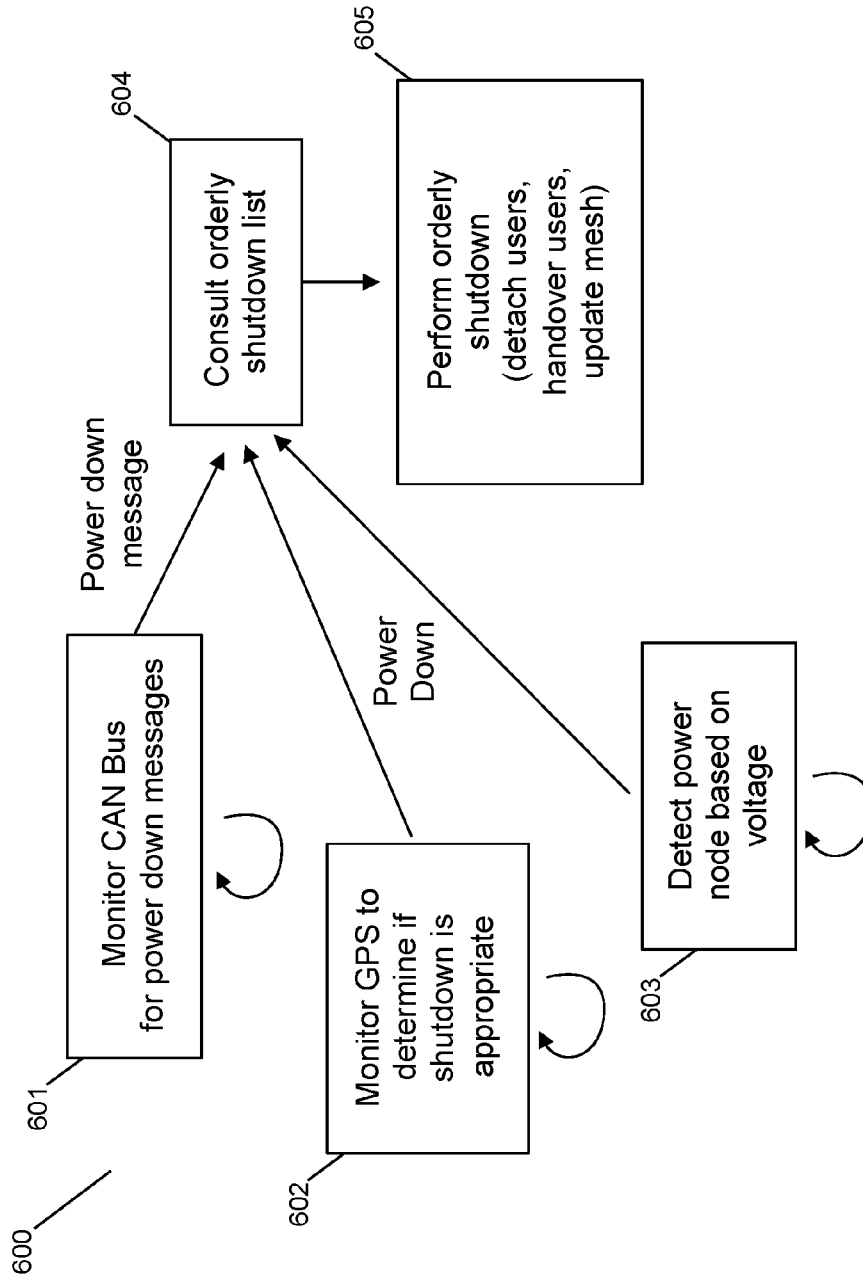 600
601
Monitor CAN Bus
for power down messages
Power down
message
602
Monitor GPS to
determine if
shutdown is
appropriate
Power
Down
603
Detect power
node based on
voltage
604
Consult orderly
shutdown list
605
Perform orderly
shutdown
(detach users,
handover users,
update mesh)